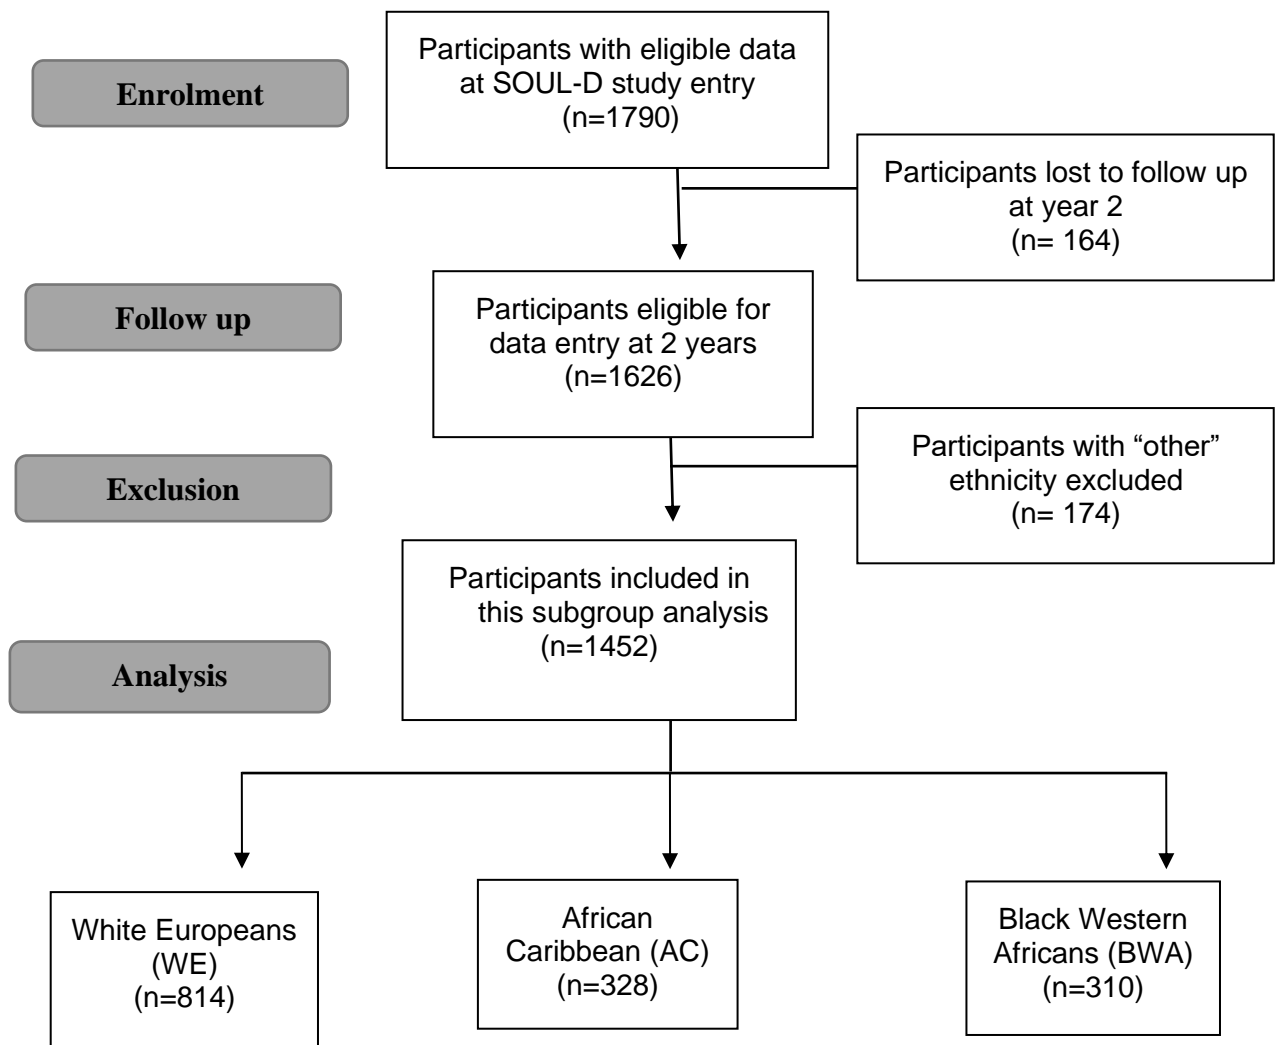 Enrolment
Participants with eligible data
at SOUL-D study entry
(n=1790)
Participants lost to follow up
at year 2
(n= 164)
Follow up
Participants eligible for
data entry at 2 years
(n=1626)
Participants with “other”
ethnicity excluded
(n= 174)
Exclusion
Participants included in
this subgroup analysis
(n=1452)
Analysis
White Europeans
(WE)
(n=814)
African
Caribbean (AC)
(n=328)
Black Western
Africans (BWA)
(n=310)